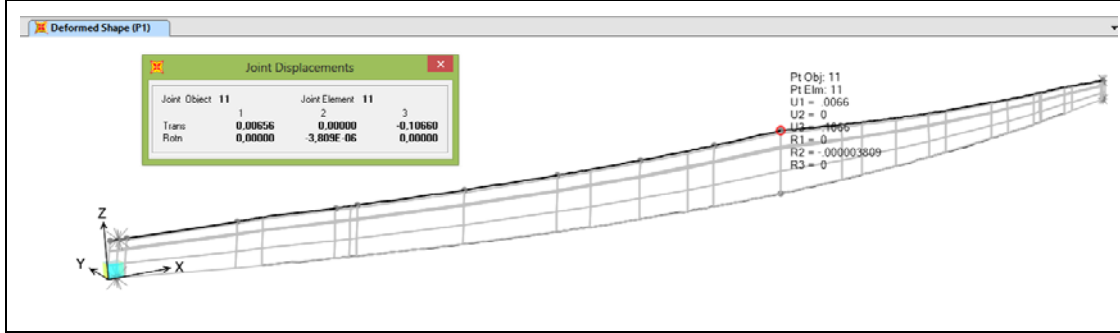 Deformed Shape (P1)
Joint Displacements
Joint Object 11 Joint Element 11
1 2 3
Trans 0,00656 0,00000 -0,10660
Rotn 0,00000 -3,809E-06 0,00000
Pt Obj: 11
Pt Elm: 11
U1 = .0066
U2 = 0
U3 = -.1066
R1 = 0
R2 = -.000003809
R3 = 0
Z
Y
X